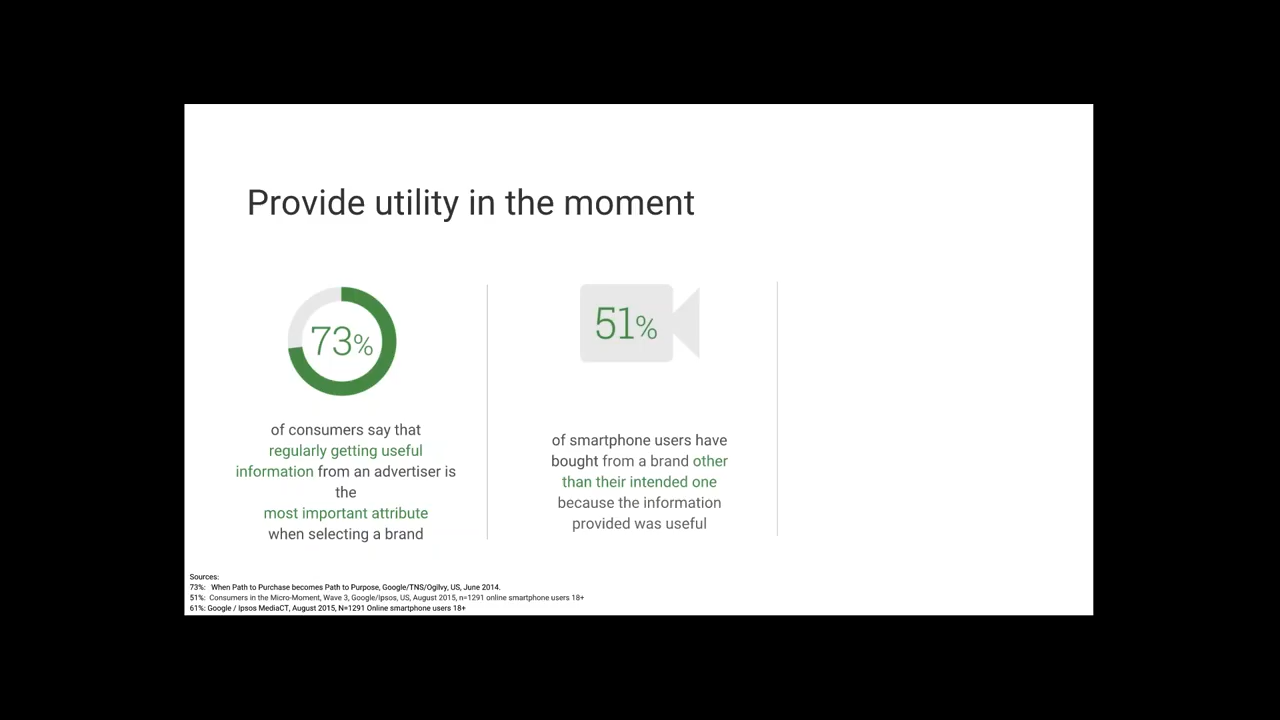 Provide utility in the moment
73%
of consumers say that
regularly getting useful
information from an advertiser is
the
most important attribute
when selecting a brand
51%
of smartphone users have
bought from a brand other
than their intended one
because the information
provided was useful
Sources:
73%: When Path to Purchase becomes Path to Purpose, Google/TNS/Ogilvy, US, June 2014.
51%: Consumers in the Micro-Moment, Wave 3, Google/Ipsos, US, August 2015, n=1291 online smartphone users 18+
61%: Google / Ipsos MediaCT, August 2015, N=1291 Online smartphone users 18+